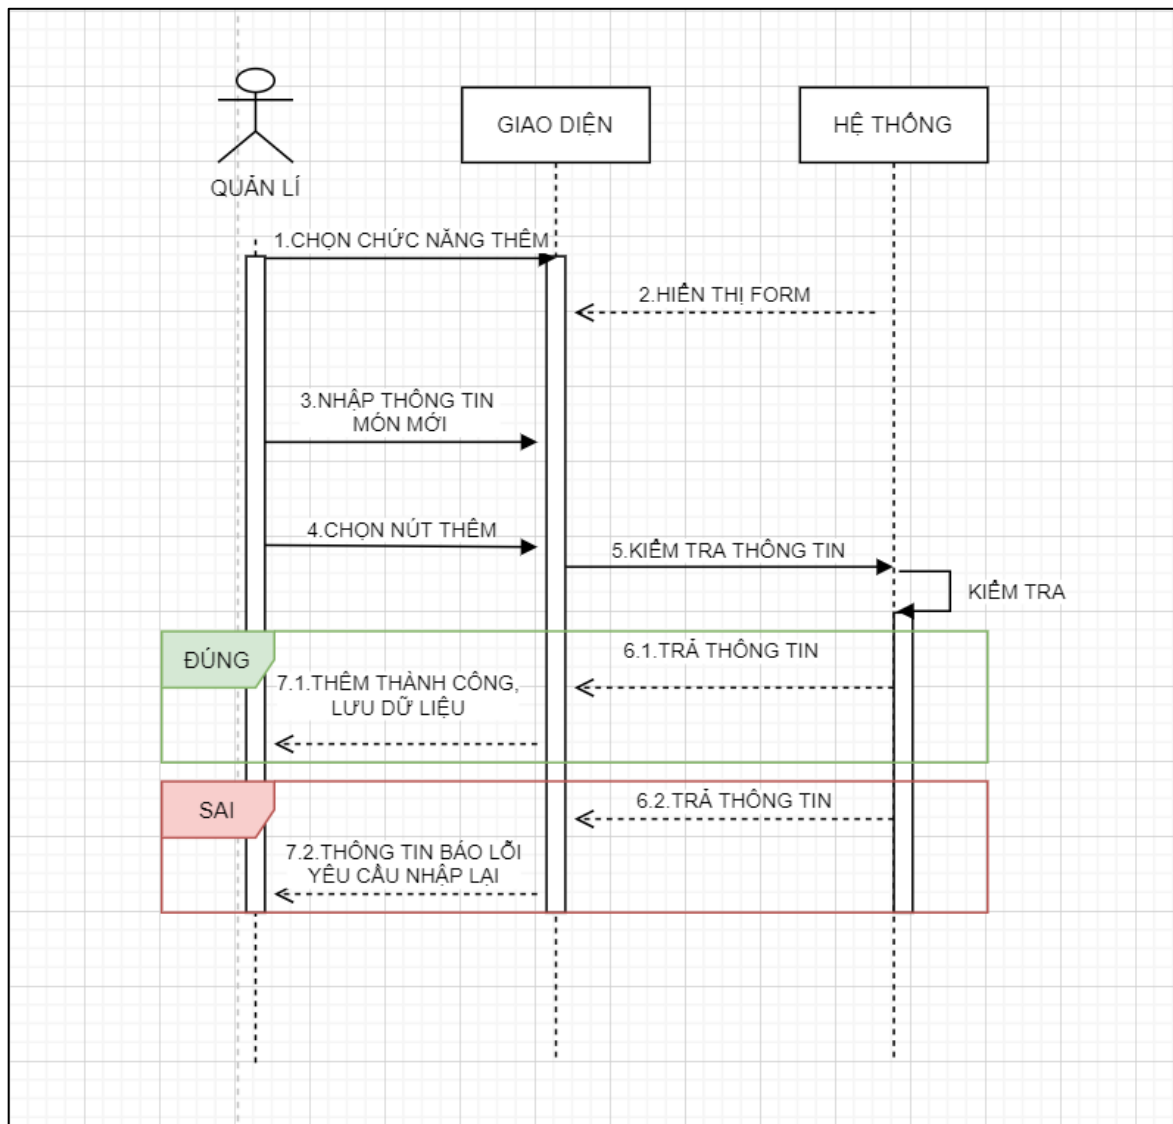 GIAO DIỆN
HỆ THỐNG
QUẢN LÍ
1.CHỌN CHỨC NĂNG THÊM
2.HIỂN THỊ FORM
3.NHẬP THÔNG TIN
MÓN MỚI
4.CHỌN NÚT THÊM
5.KIỂM TRA THÔNG TIN
KIỂM TRA
ĐÚNG
6.1.TRẢ THÔNG TIN
7.1.THÊM THÀNH CÔNG,
LƯU DỮ LIỆU
SAI
6.2.TRẢ THÔNG TIN
7.2.THÔNG TIN BÁO LỖI
YÊU CẦU NHẬP LẠI